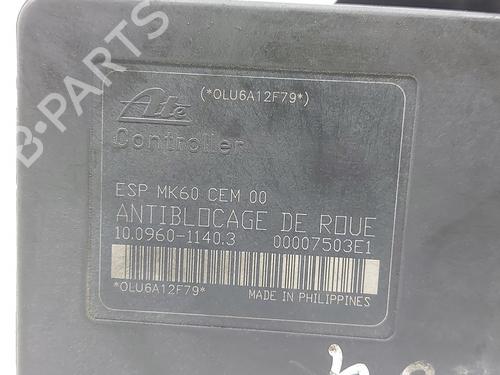 B-PARTS
Ate
(*OLU6A12F79*)
Controller
ESP MK60 CEM 00
ANTIBLOCAGE DE ROUE
10.0960-1140.3 00007503E1
*OLU6A12F79* MADE IN PHILIPPINES